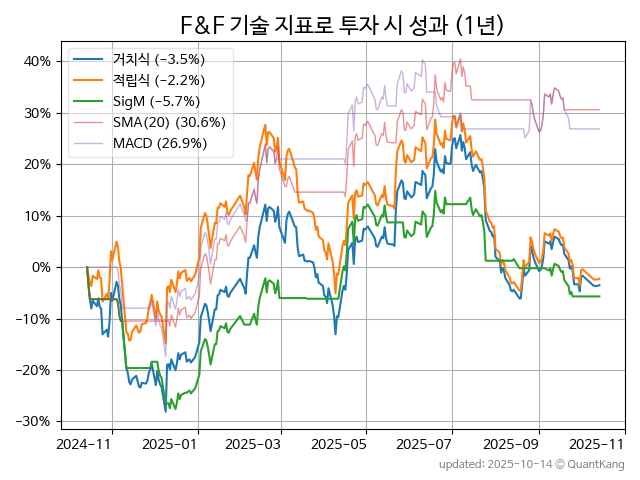 F&F 기술 지표로 투자 시 성과 (1년)
거치식 (−3.5%)
적립식 (−2.2%)
SigM (−5.7%)
SMA(20) (30.6%)
MACD (26.9%)
40%
30%
20%
10%
0%
−10%
−20%
−30%
2024-11 2025-01 2025-03 2025-05 2025-07 2025-09 2025-11
updated: 2025-10-14 © QuantKang